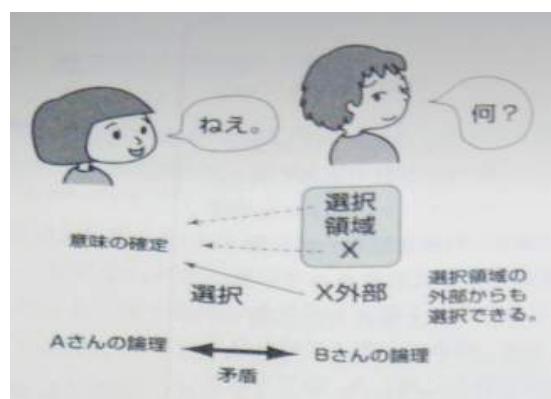 ねえ。
何？
選択
領域
X
意味の確定
選択
X外部
選択領域の
外部からも
選択できる。
Aさんの論理
Bさんの論理
矛盾